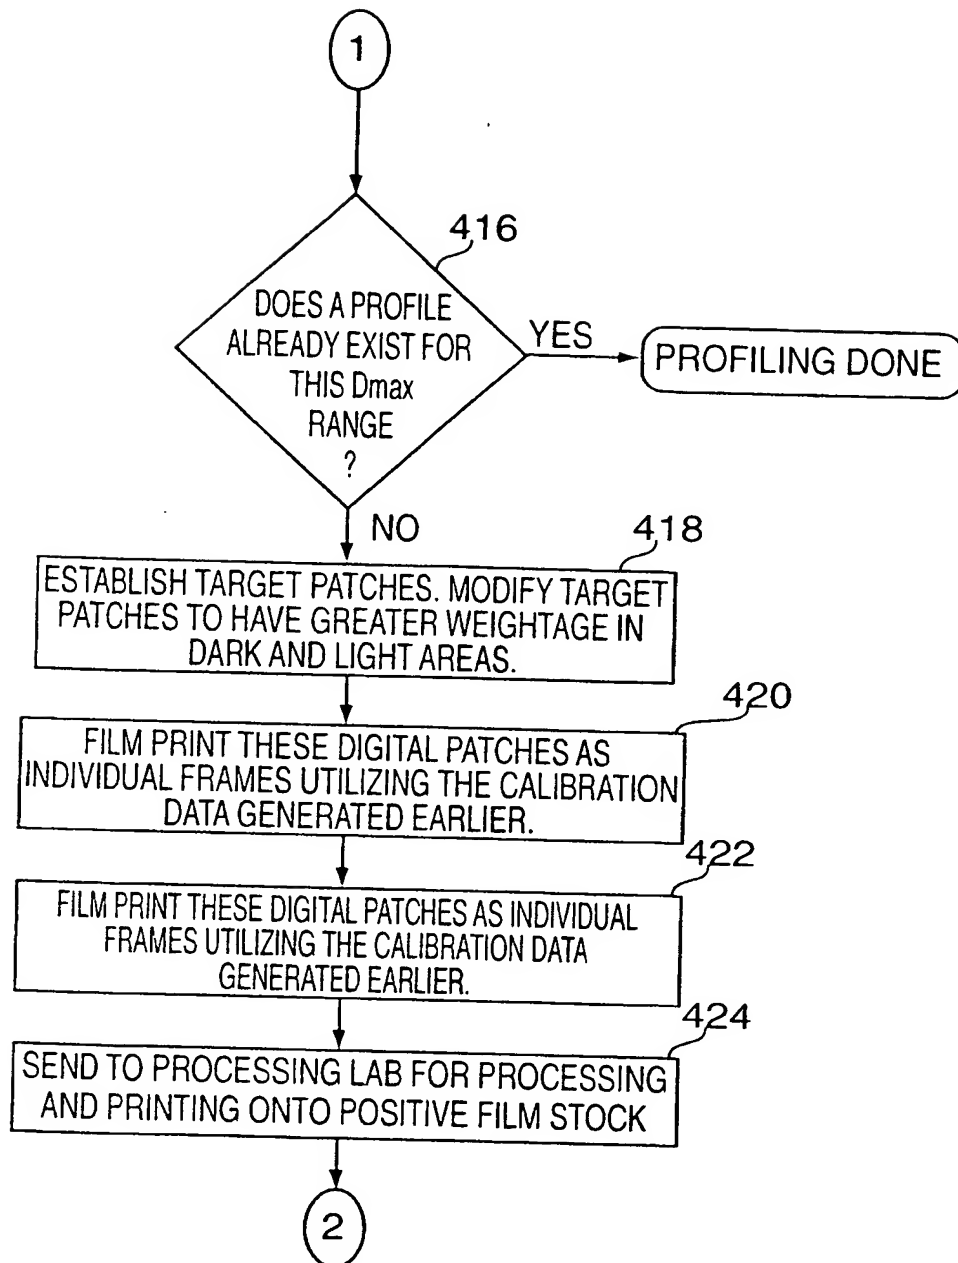 1
416
DOES A PROFILE
ALREADY EXIST FOR
THIS Dmax
RANGE
?
YES
PROFILING DONE
NO
418
ESTABLISH TARGET PATCHES. MODIFY TARGET
PATCHES TO HAVE GREATER WEIGHTAGE IN
DARK AND LIGHT AREAS.
420
FILM PRINT THESE DIGITAL PATCHES AS
INDIVIDUAL FRAMES UTILIZING THE CALIBRATION
DATA GENERATED EARLIER.
422
FILM PRINT THESE DIGITAL PATCHES AS INDIVIDUAL
FRAMES UTILIZING THE CALIBRATION DATA
GENERATED EARLIER.
424
SEND TO PROCESSING LAB FOR PROCESSING
AND PRINTING ONTO POSITIVE FILM STOCK
2